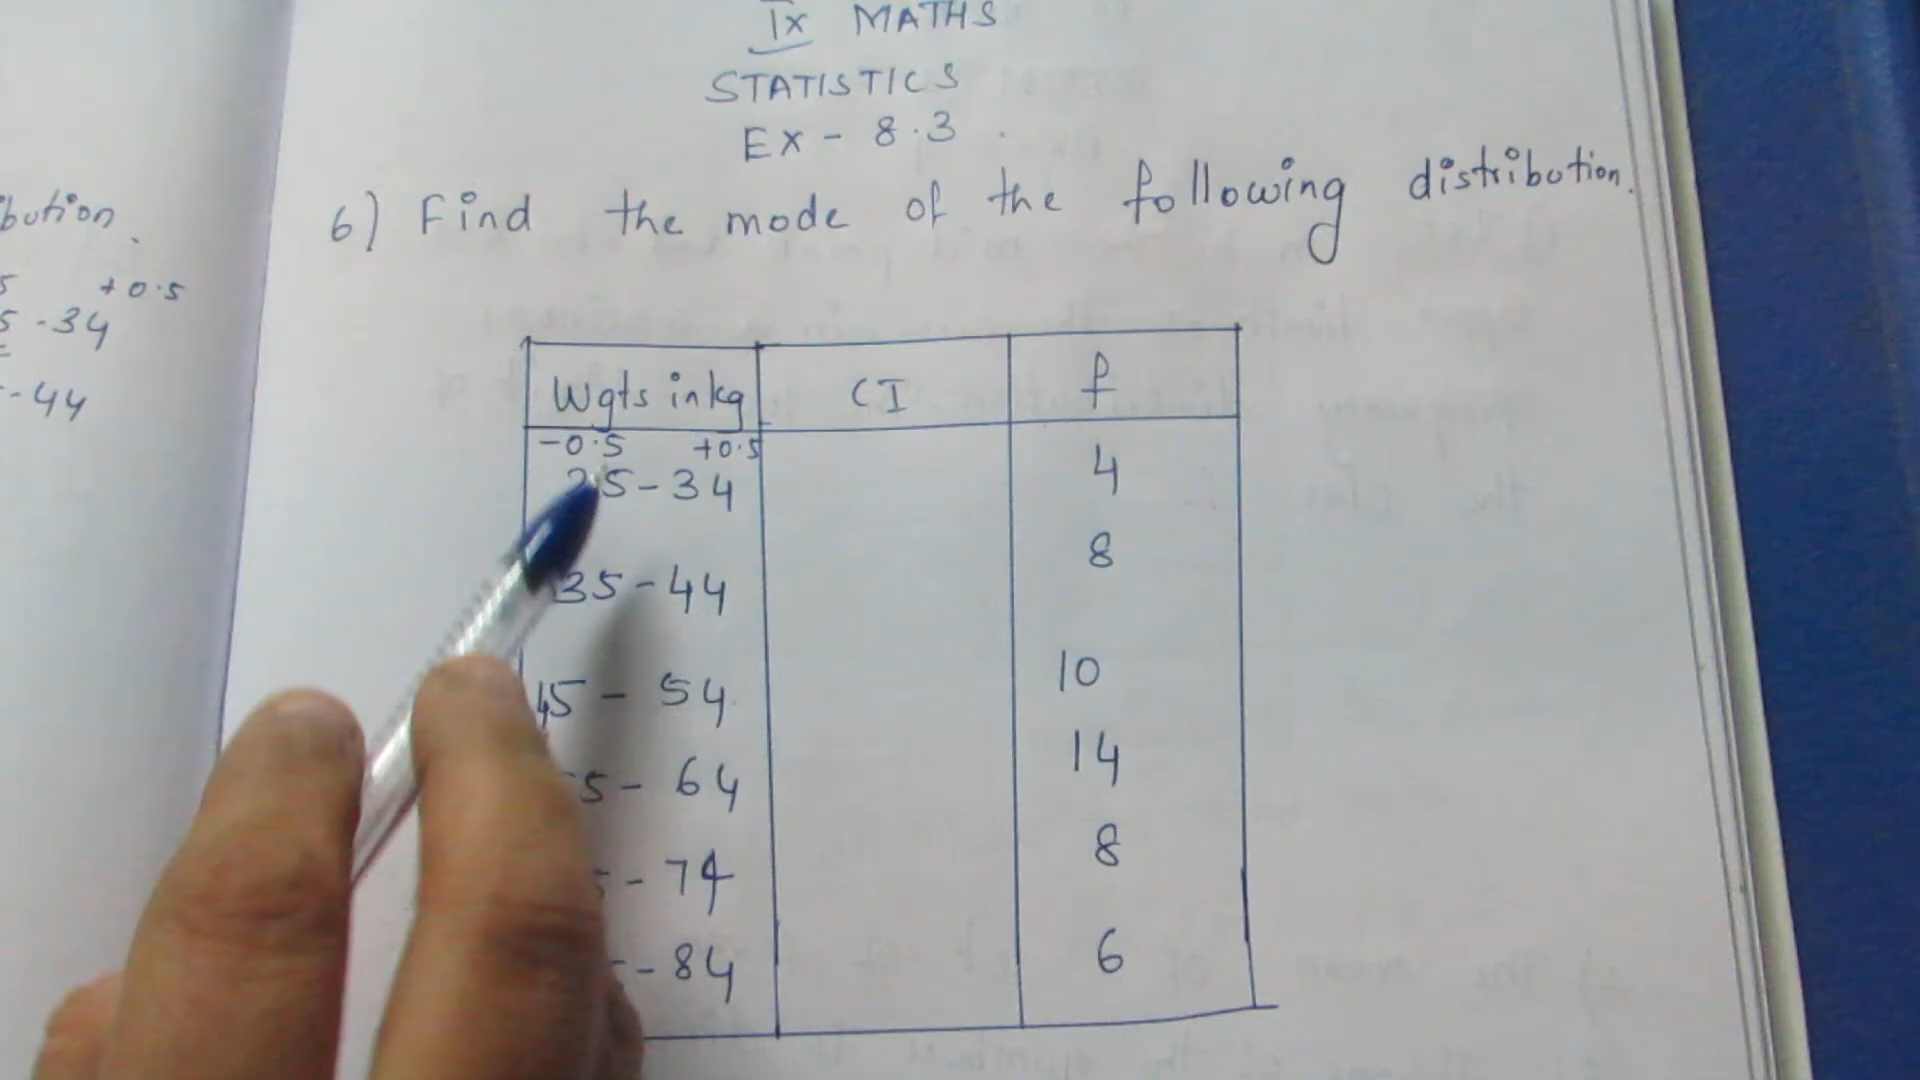 IX MATHS
STATISTICS
EX - 8.3
6) Find the mode of the following distribution.
bution
5 +0.5
5 -34
- 44
Wgts in kg CI f
-0.5 +0.5
25-34 4
35-44 8
45 - 54 10
5- 64 14
5- 74 8
- 84 6